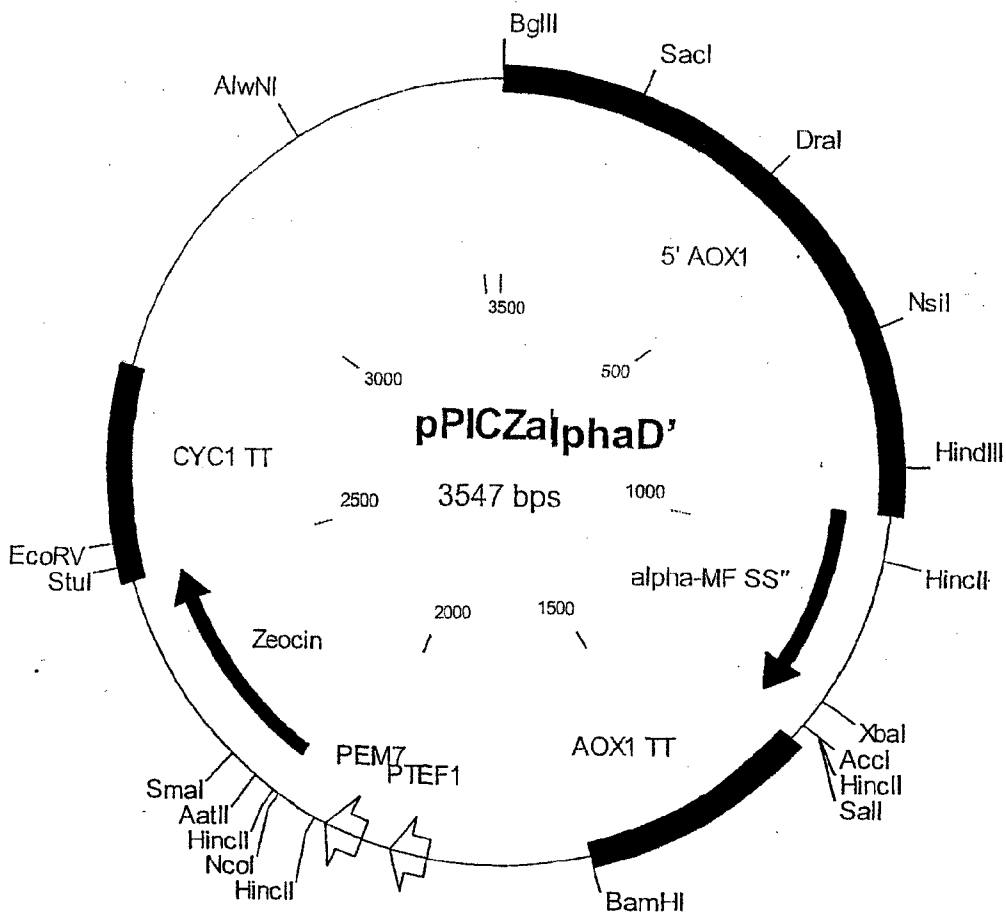 BglII
SacI
AlwNI
DraI
5' AOX1
NsiI
3500
500
3000
pPICZalphaD'
CYC1 TT
HindIII
2500
3547 bps
1000
EcoRV
StuI
alpha-MF SS"
HincII
2000
1500
Zeocin
XbaI
AOX1 TT
AccI
PEM7
PTEF1
HincII
SalI
SmaI
AatII
HincII
NcoI
HincII
BamHI